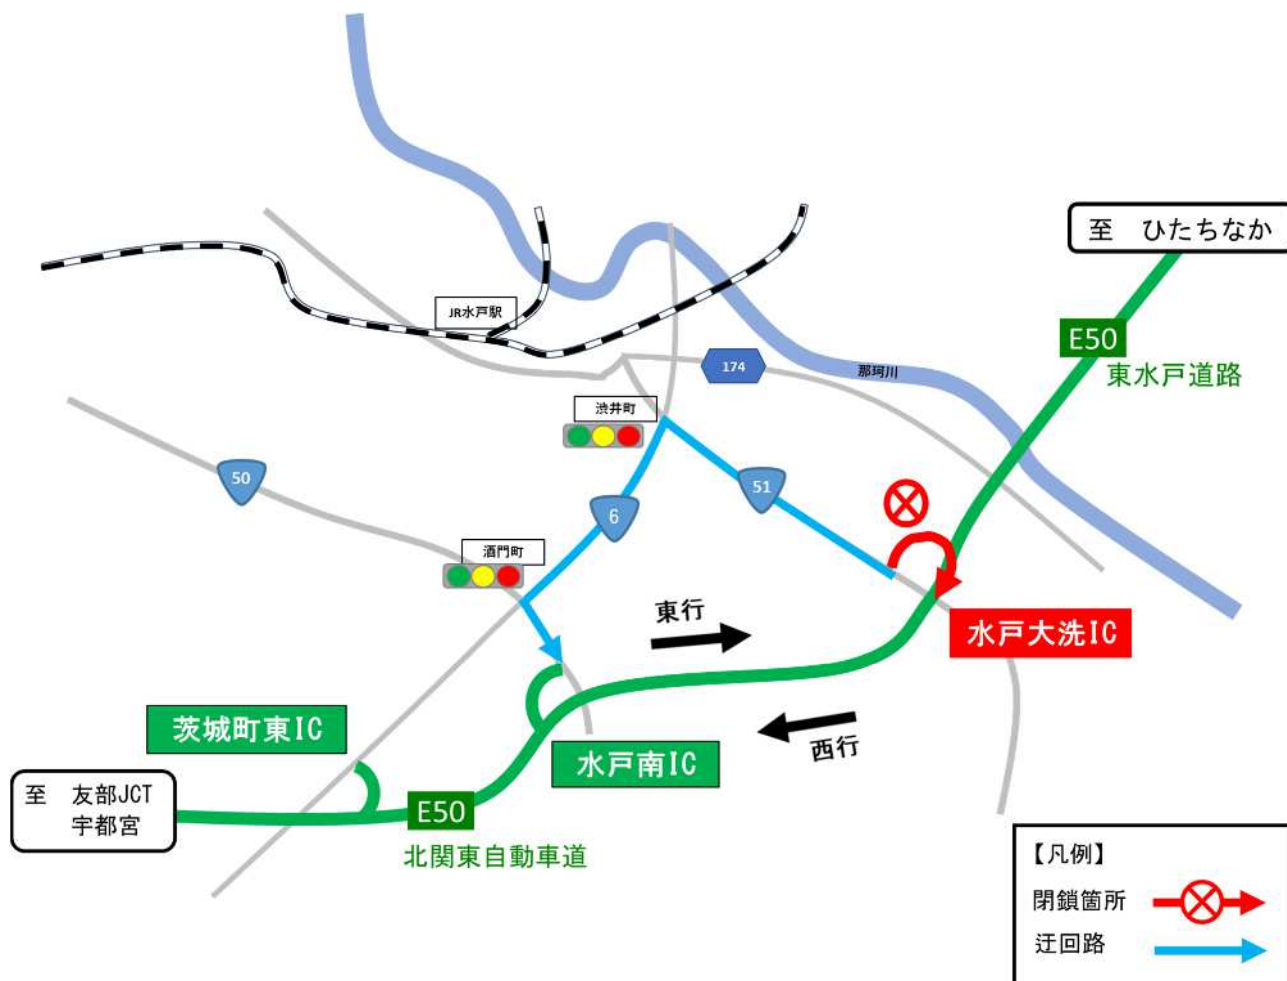 至 ひたちなか
JR水戸駅
E50
東水戸道路
174
那珂川
渋井町
50
51
6
酒門町
東行
水戸大洗IC
茨城町東IC
西行
水戸南IC
至 友部JCT
宇都宮
E50
北関東自動車道
【凡例】
閉鎖箇所
迂回路